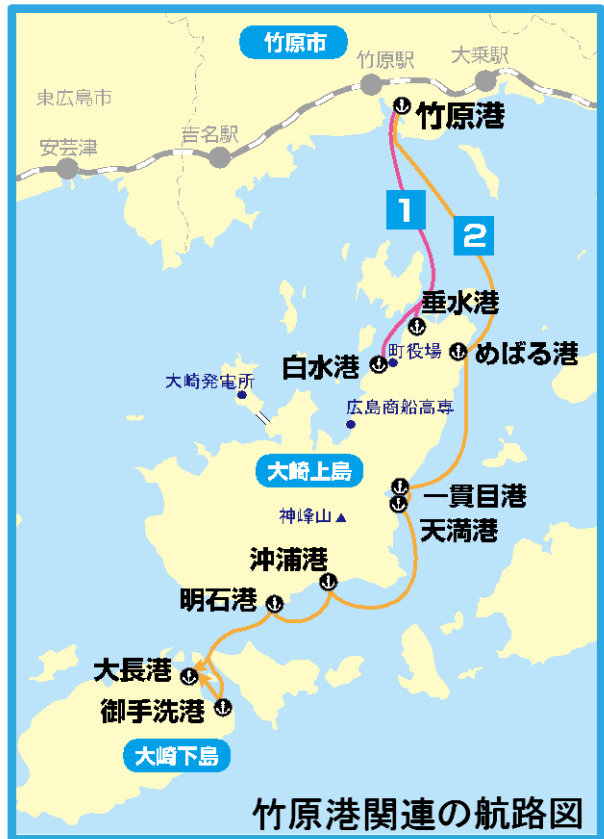 竹原市
竹原駅
大乗駅
東広島市
竹原港
吉名駅
安芸津
1
2
垂水港
町役場
めばる港
白水港
大崎発電所
広島商船高専
大崎上島
一貫目港
神峰山▲
天満港
沖浦港
明石港
大長港
御手洗港
大崎下島
竹原港関連の航路図